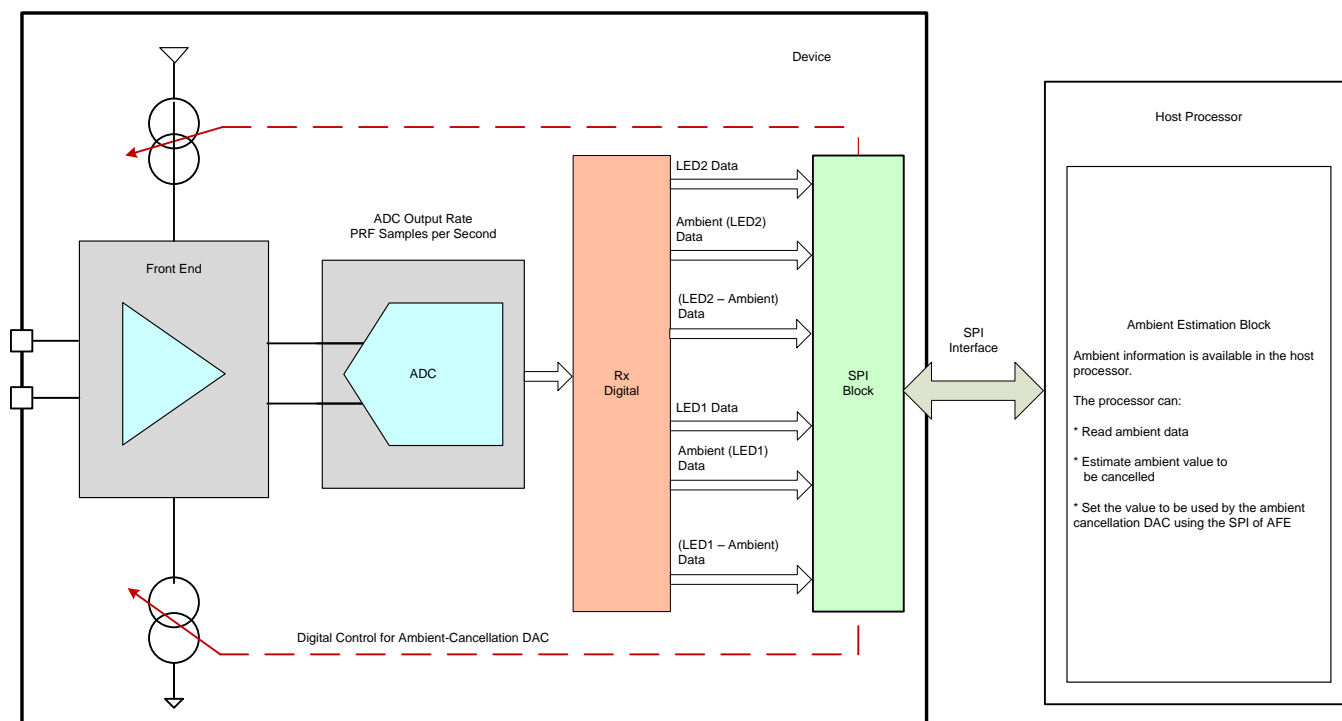 Device
Host Processor
LED2 Data
ADC Output Rate
PRF Samples per Second
Ambient (LED2)
Data
Front End
(LED2 – Ambient)
Data
SPI
Interface
Ambient Estimation Block
Ambient information is available in the host
processor.
ADC
Rx
Digital
SPI
Block
The processor can:
LED1 Data
* Read ambient data
Ambient (LED1)
Data
* Estimate ambient value to
be cancelled
* Set the value to be used by the ambient
cancellation DAC using the SPI of AFE
(LED1 – Ambient)
Data
Digital Control for Ambient-Cancellation DAC